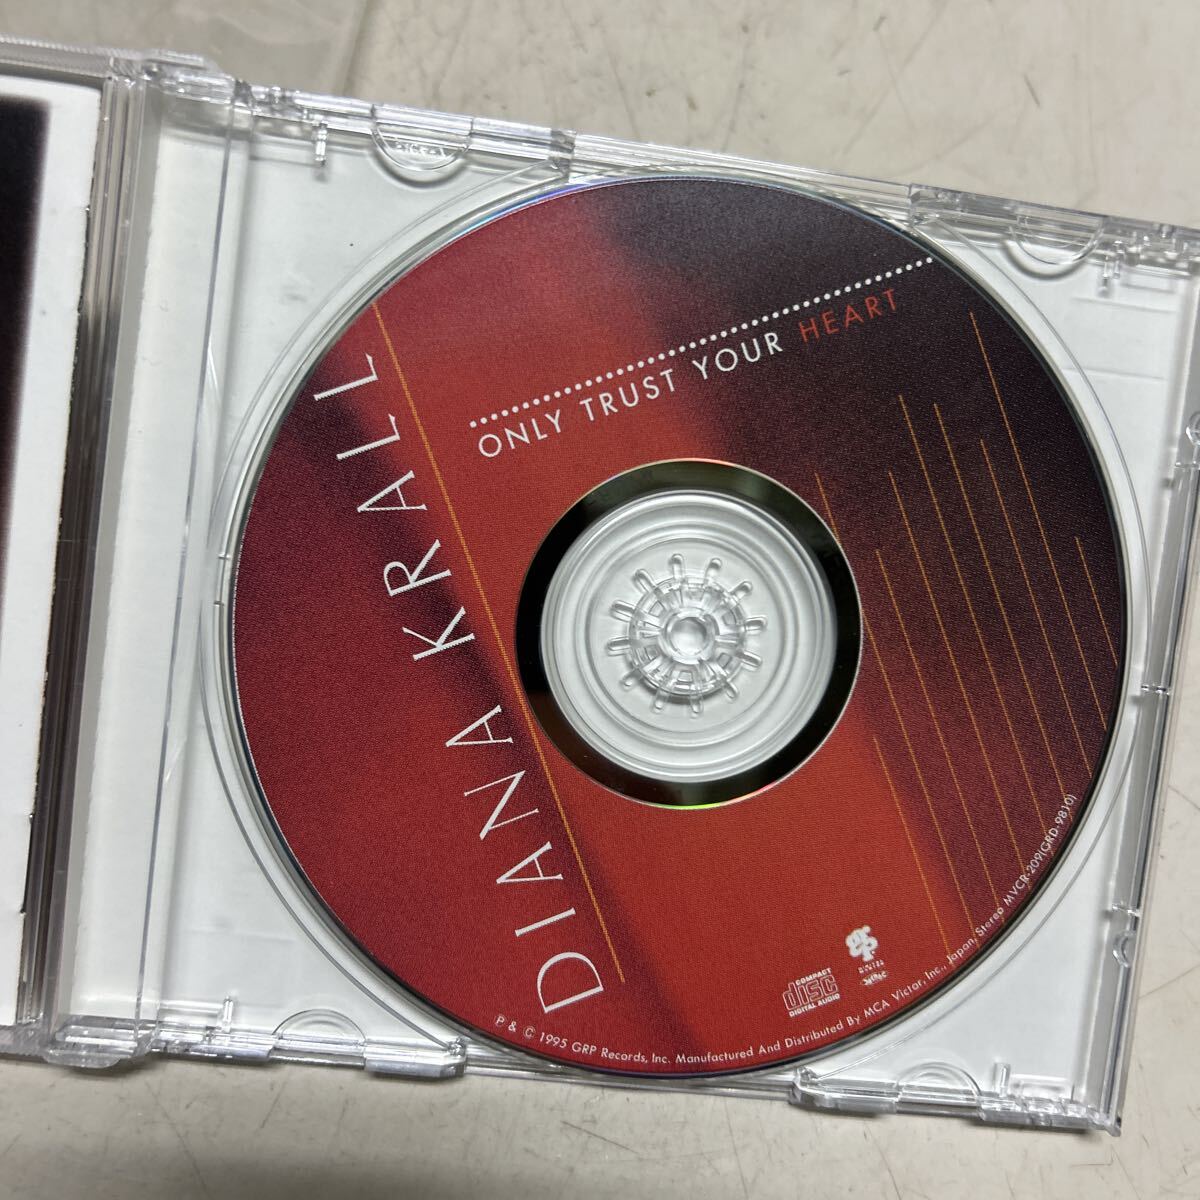 ONLY TRUST YOUR HEART
DIANA KRALL
COMPACT
disc
DIGITAL AUDIO
GRP
P & © 1995 GRP Records, Inc. Manufactured And Distributed By MCA Victor, Inc., Japan, Stereo MVCR-209(GRD-9810)